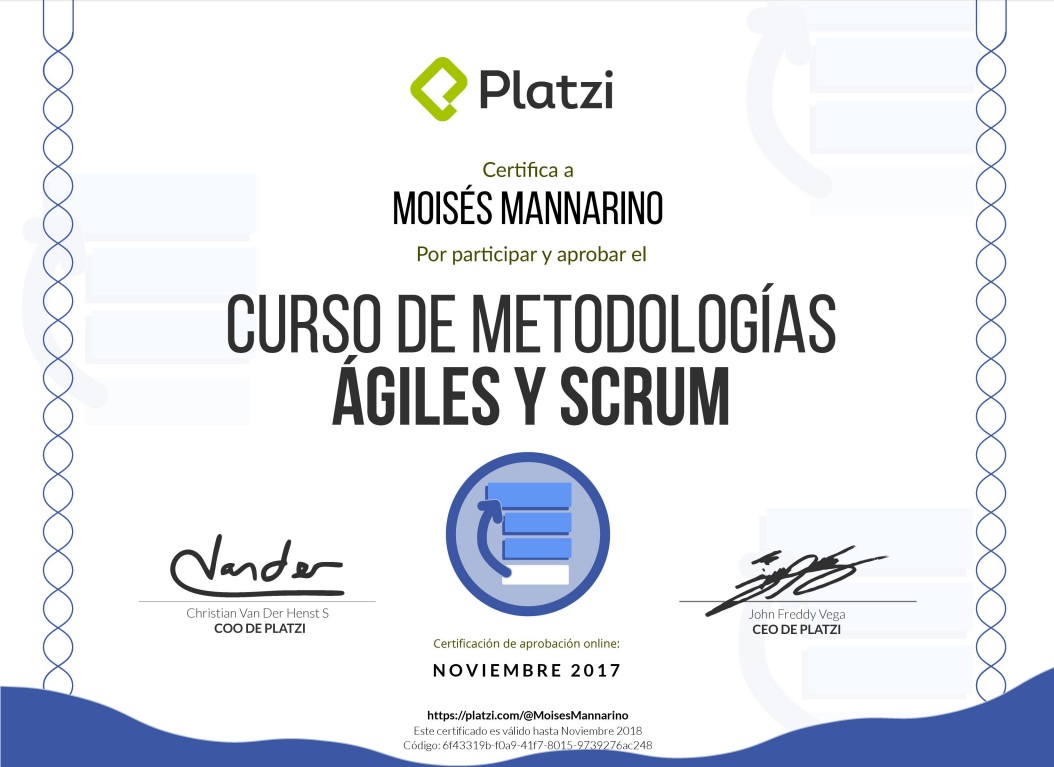 Platzi
Certifica a
MOISÉS MANNARINO
Por participar y aprobar el
CURSO DE METODOLOGÍAS
ÁGILES Y SCRUM
Vander
Christian Van Der Henst S
COO DE PLATZI
John Freddy Vega
CEO DE PLATZI
Certificación de aprobación online:
NOVIEMBRE 2017
https://platzi.com/@MoisesMannarino
Este certificado es válido hasta Noviembre 2018
Código: 6f43319b-f0a9-41f7-8015-9739276ac248